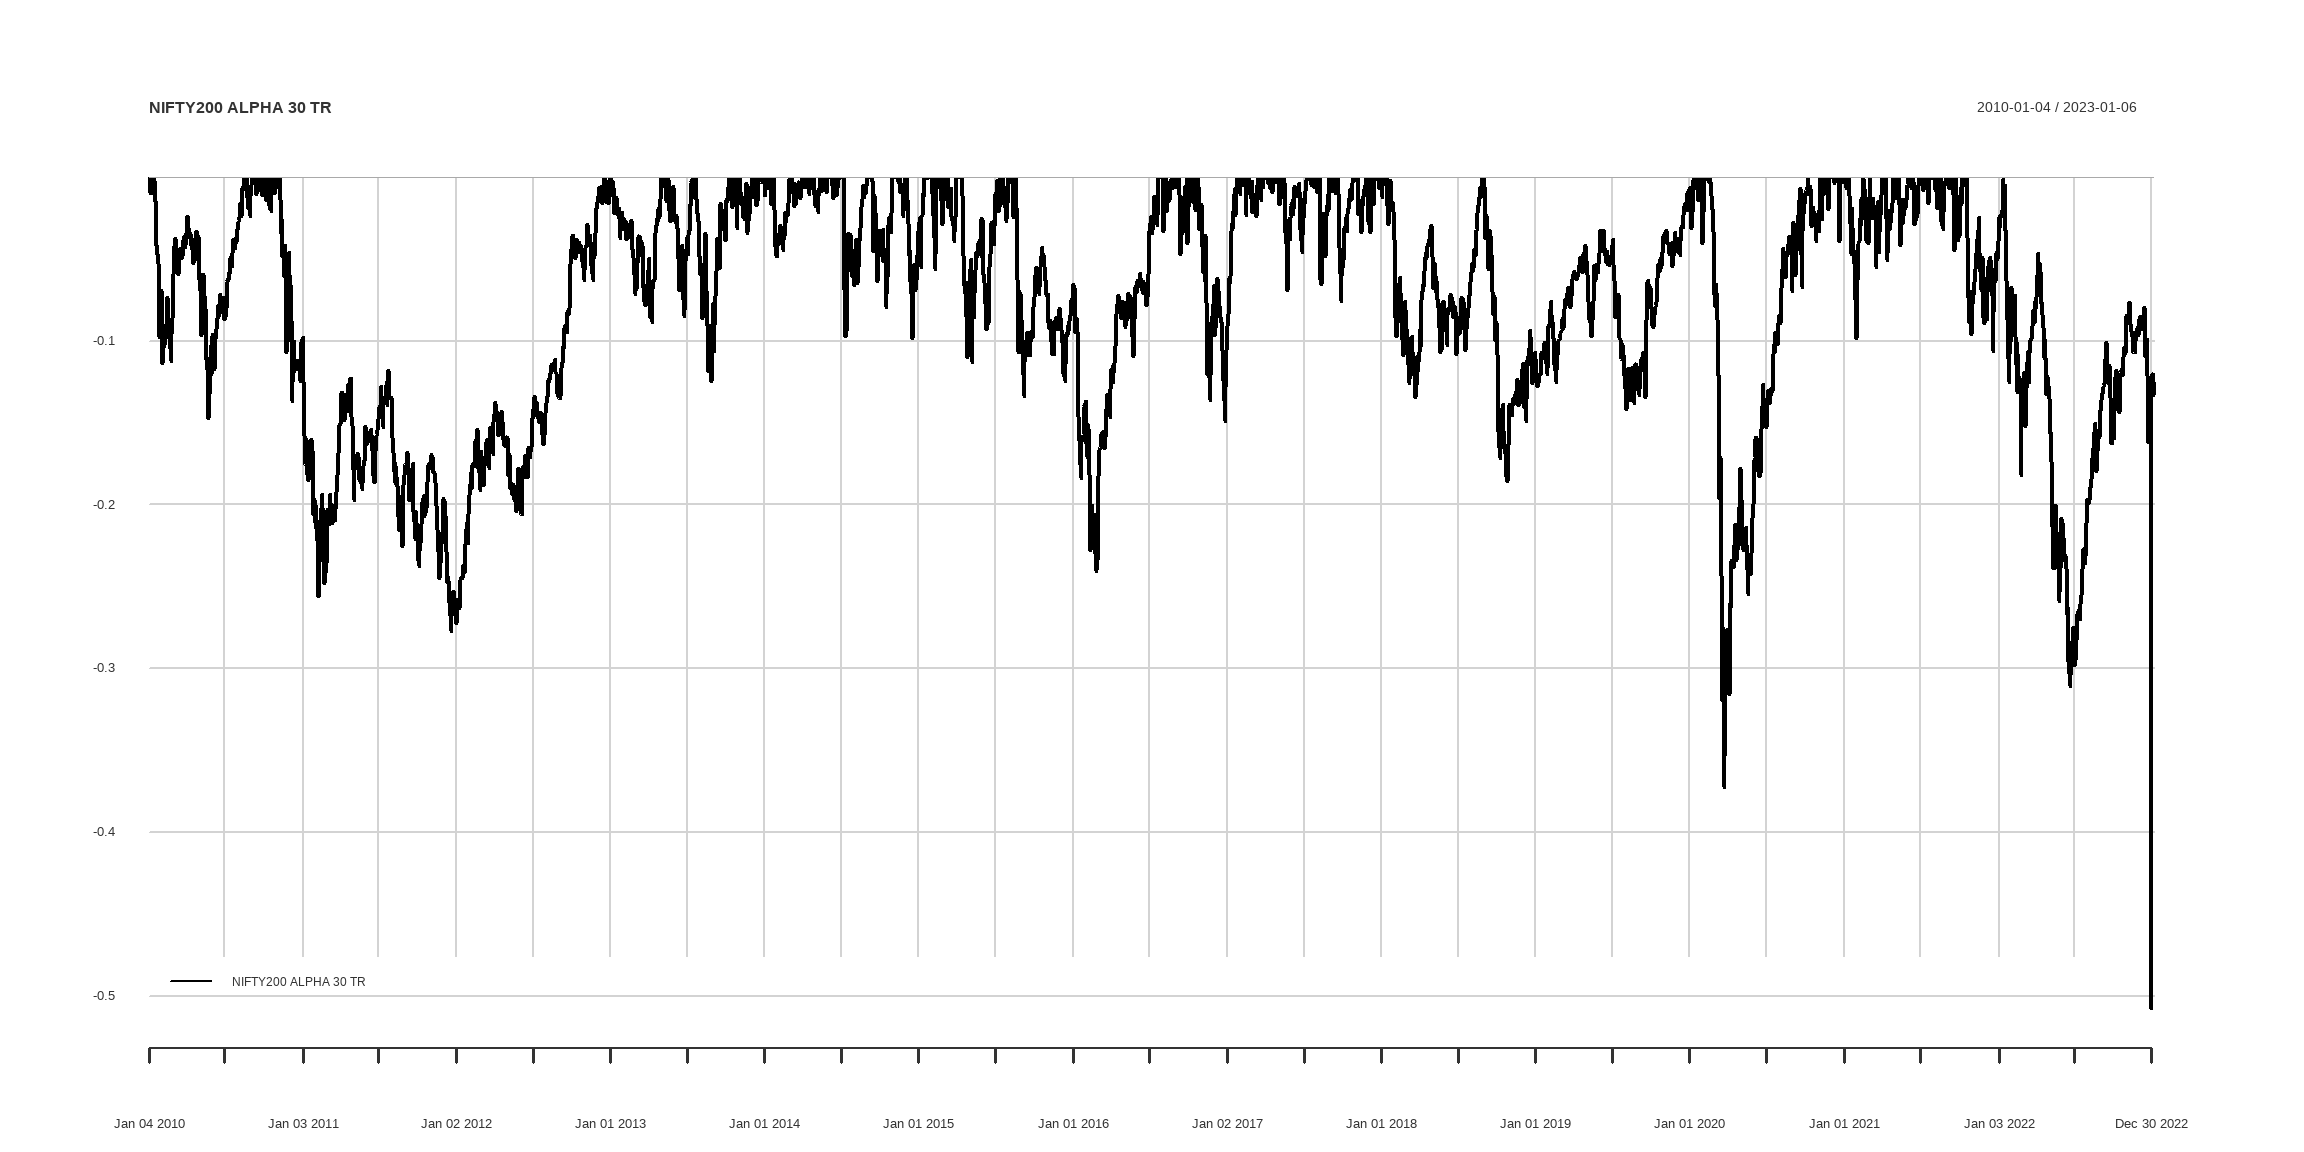 NIFTY200 ALPHA 30 TR
2010-01-04 / 2023-01-06
-0.1
-0.2
-0.3
-0.4
-0.5
NIFTY200 ALPHA 30 TR
Jan 04 2010
Jan 03 2011
Jan 02 2012
Jan 01 2013
Jan 01 2014
Jan 01 2015
Jan 01 2016
Jan 02 2017
Jan 01 2018
Jan 01 2019
Jan 01 2020
Jan 01 2021
Jan 03 2022
Dec 30 2022